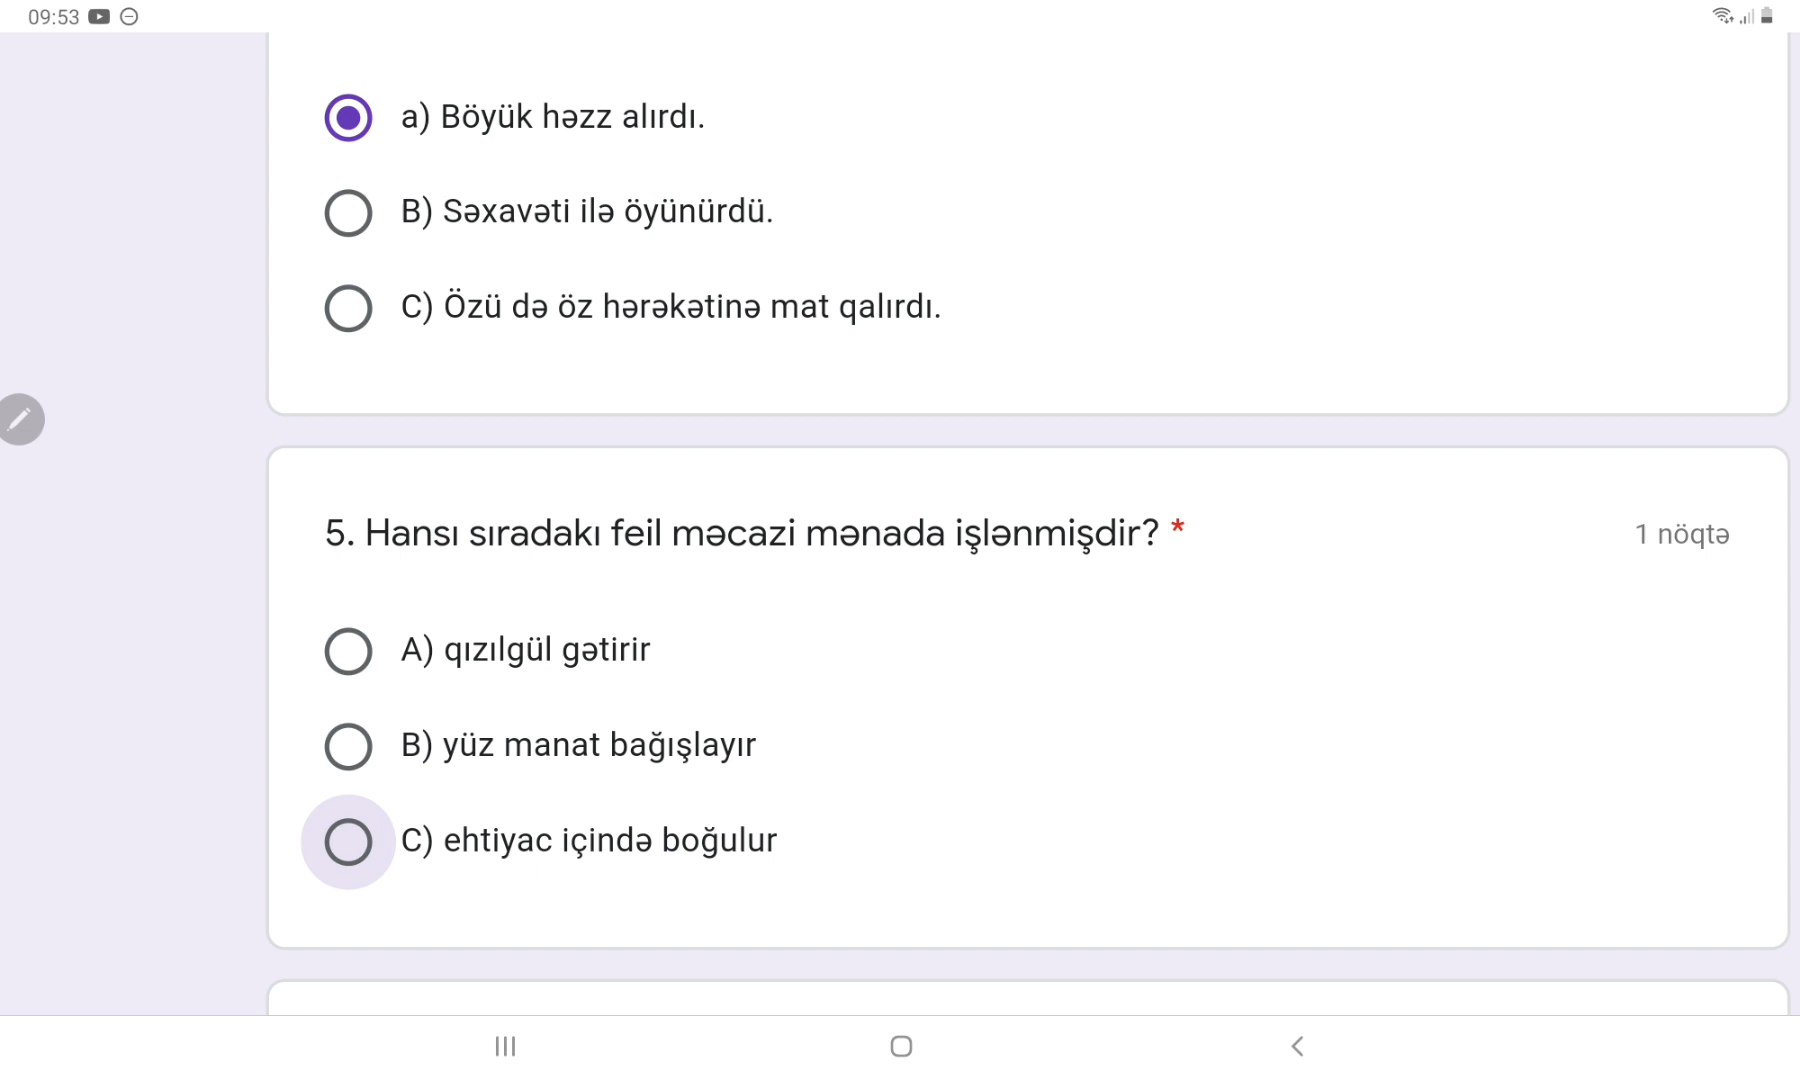 09:53
a) Böyük həzz alırdı.
B) Səxavəti ilə öyünürdü.
C) Özü də öz hərəkətinə mat qalırdı.
5. Hansı sıradakı feil məcazi mənada işlənmişdir? *
1 nöqtə
A) qızılgül gətirir
B) yüz manat bağışlayır
C) ehtiyac içində boğulur